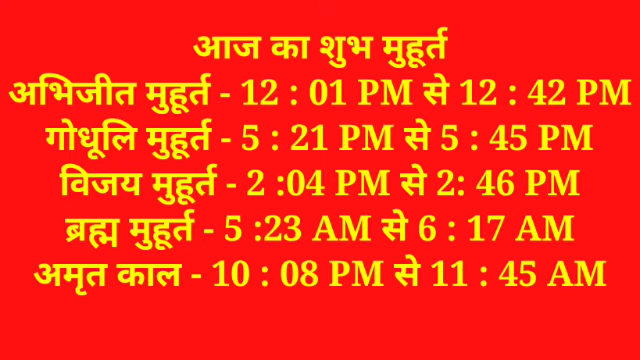 आज का शुभ मुहूर्त
अभिजीत मुहूर्त - 12 : 01 PM से 12 : 42 PM
गोधूलि मुहूर्त - 5 : 21 PM से 5 : 45 PM
विजय मुहूर्त - 2 :04 PM से 2: 46 PM
ब्रह्म मुहूर्त - 5 :23 AM से 6 : 17 AM
अमृत काल - 10 : 08 PM से 11 : 45 AM